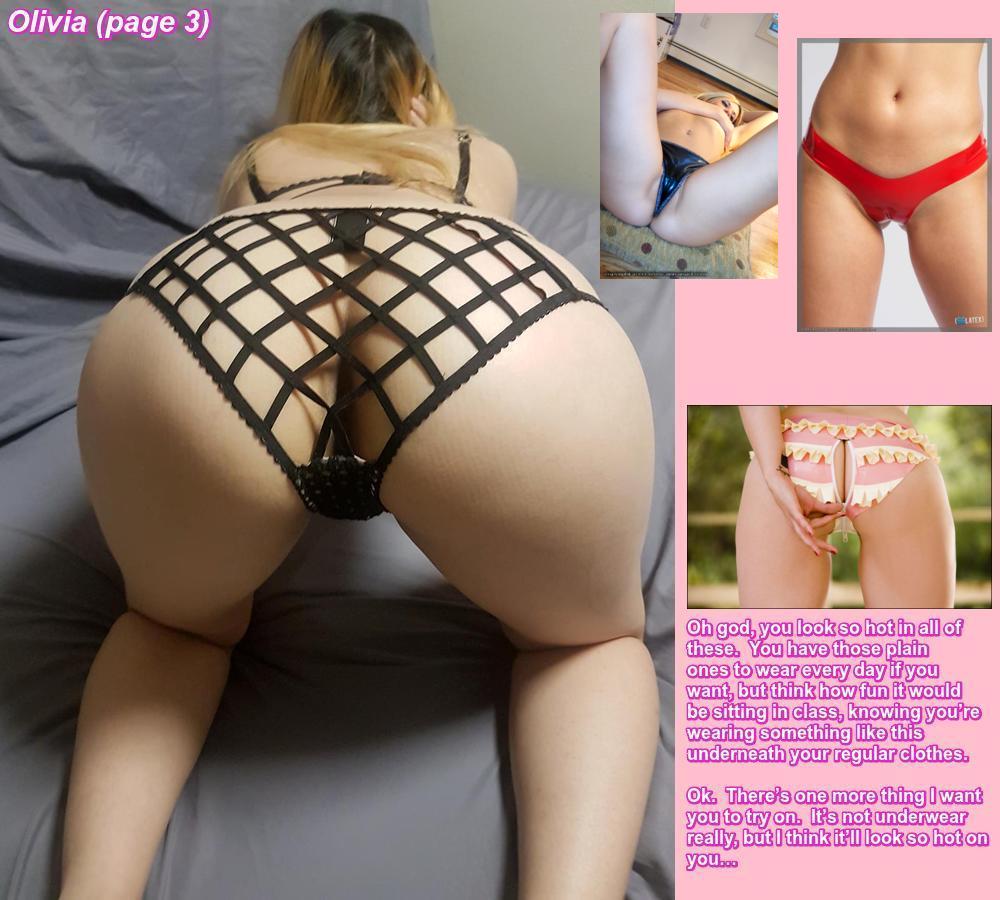 Olivia (page 3)
Oh god, you look so hot in all of
these.  You have those plain
ones to wear every day if you
want, but think how fun it would
be sitting in class, knowing you're
wearing something like this
underneath your regular clothes.
Ok.  There's one more thing I want
you to try on.  It's not underwear
really, but I think it'll look so hot on
you...